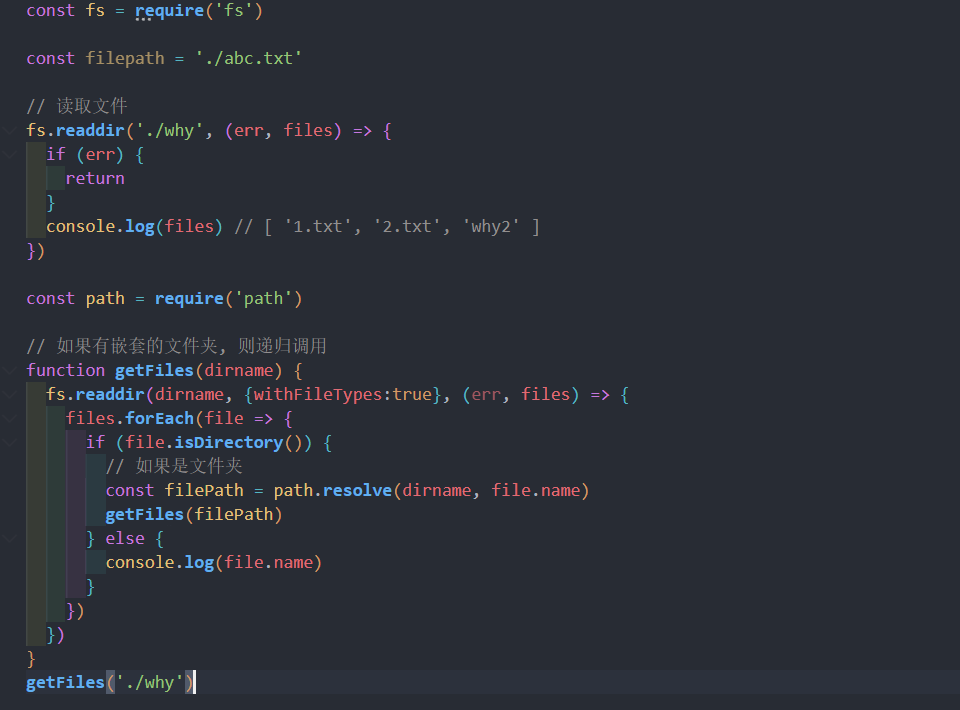 const fs = require('fs')
const filepath = './abc.txt'
// 读取文件
fs.readdir('./why', (err, files) => {
if (err) {
return
}
console.log(files) // [ '1.txt', '2.txt', 'why2' ]
})
const path = require('path')
// 如果有嵌套的文件夹, 则递归调用
function getFiles(dirname) {
fs.readdir(dirname, {withFileTypes:true}, (err, files) => {
files.forEach(file => {
if (file.isDirectory()) {
// 如果是文件夹
const filePath = path.resolve(dirname, file.name)
getFiles(filePath)
} else {
console.log(file.name)
}
})
})
}
getFiles('./why')